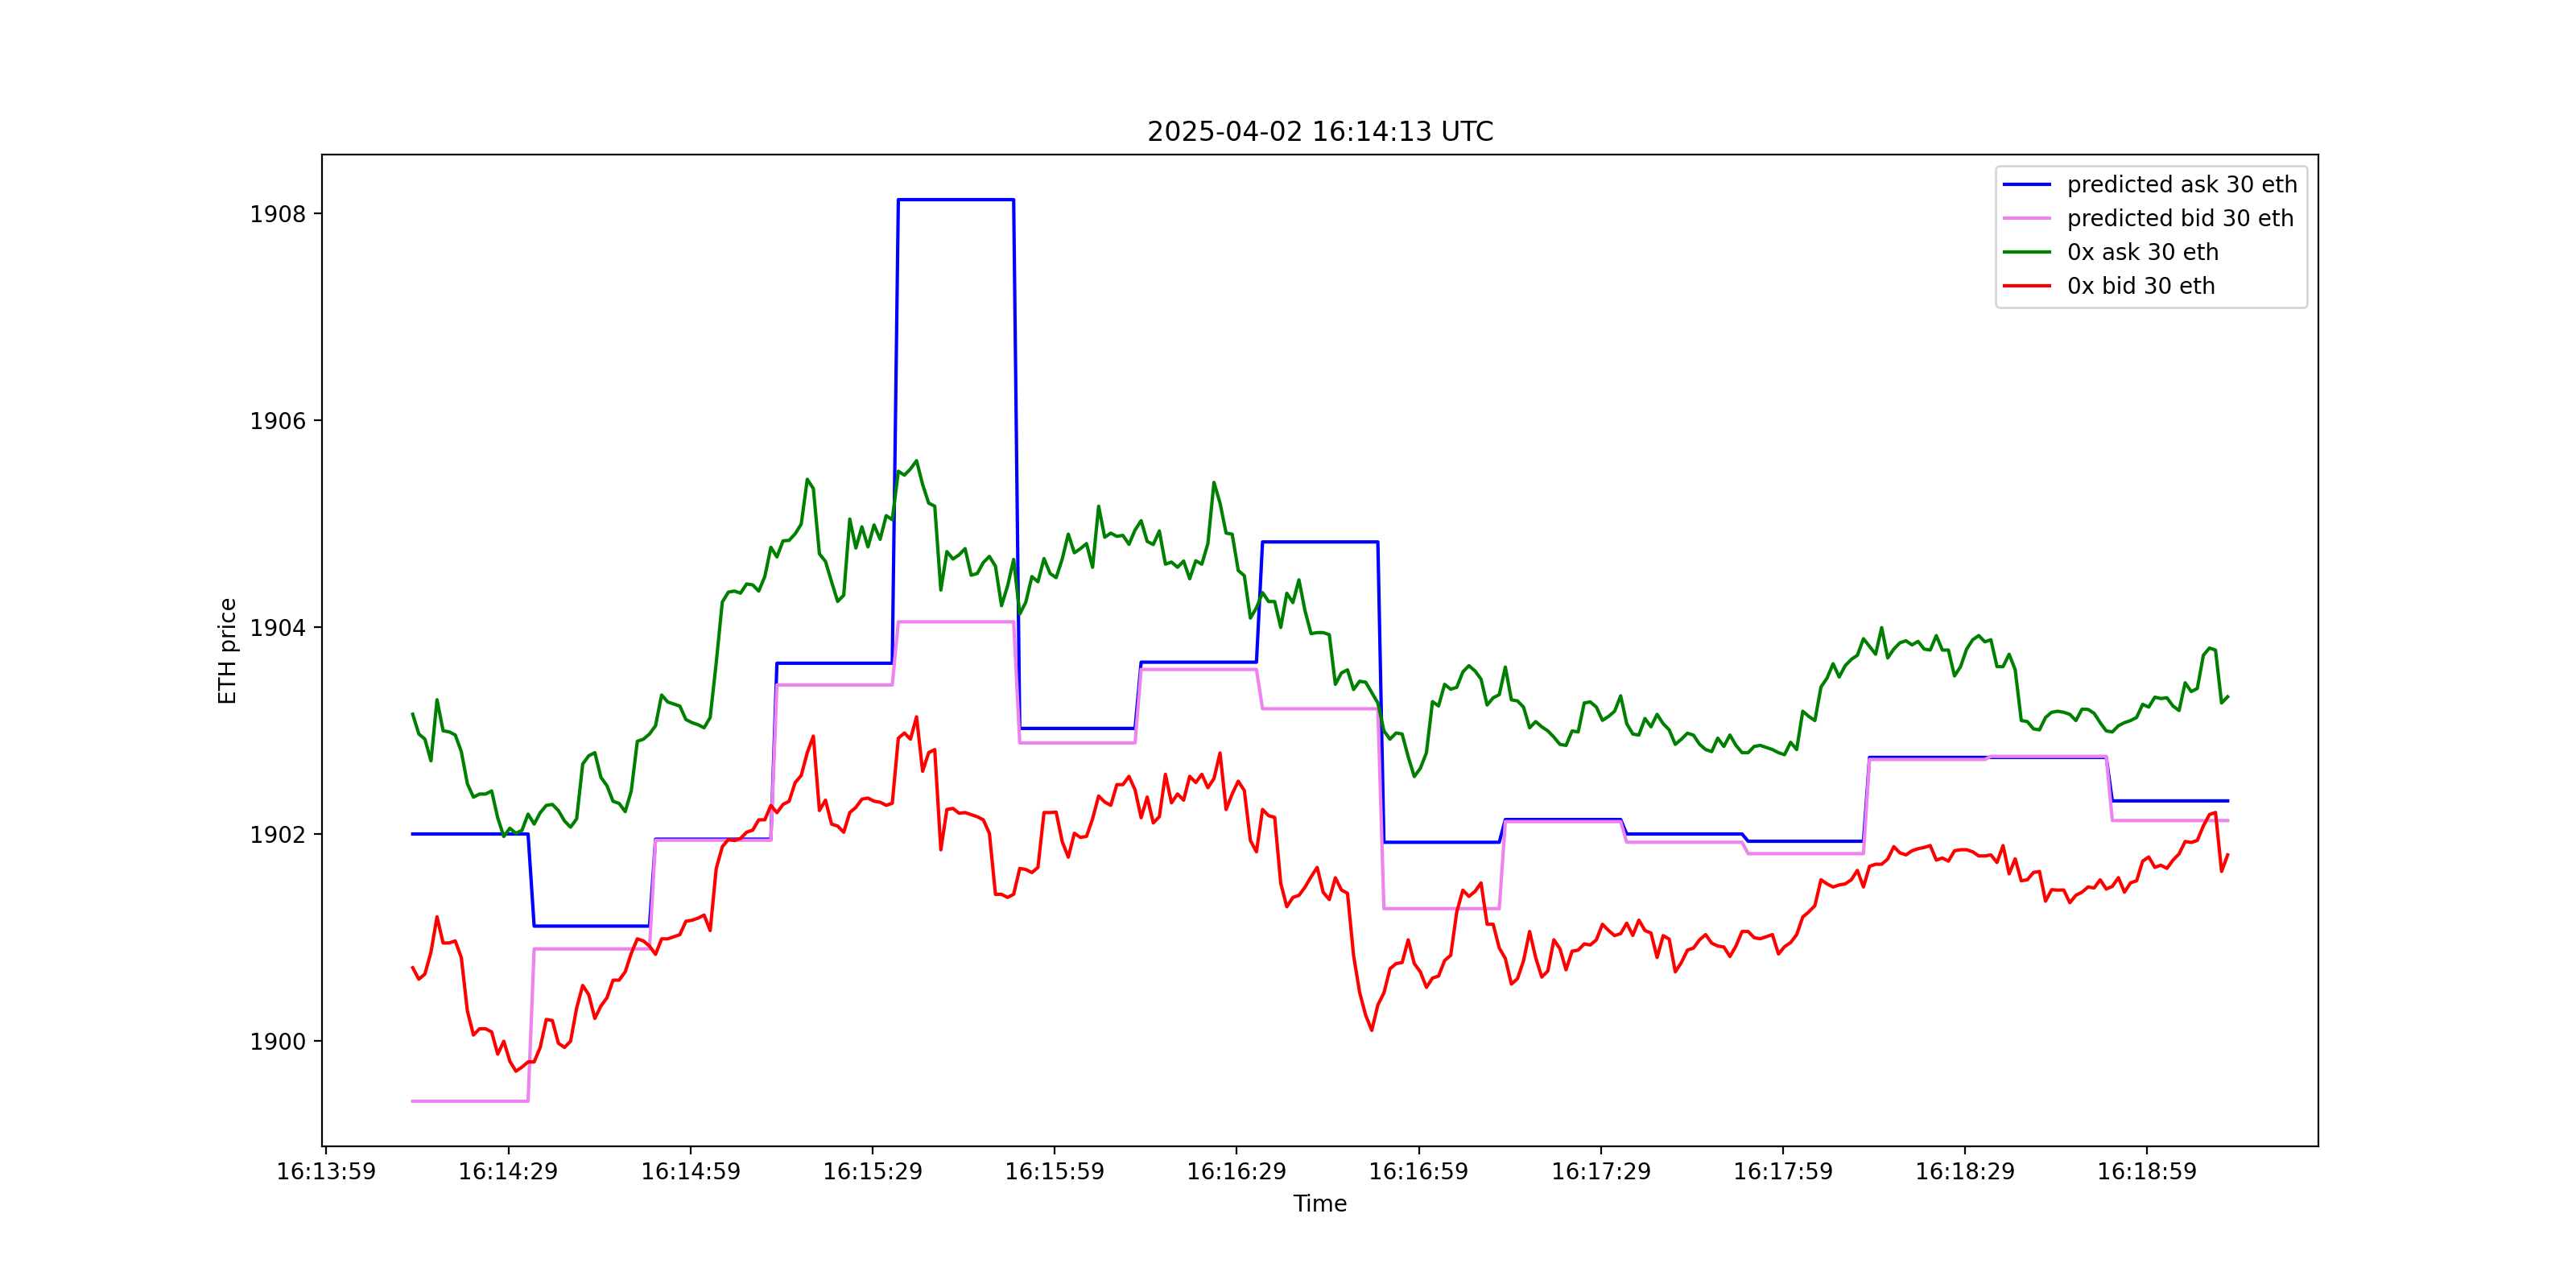 2025-04-02 16:14:13 UTC
predicted ask 30 eth
predicted bid 30 eth
0x ask 30 eth
0x bid 30 eth
1908
1906
1904
1902
1900
ETH price
16:13:59 16:14:29 16:14:59 16:15:29 16:15:59 16:16:29 16:16:59 16:17:29 16:17:59 16:18:29 16:18:59
Time